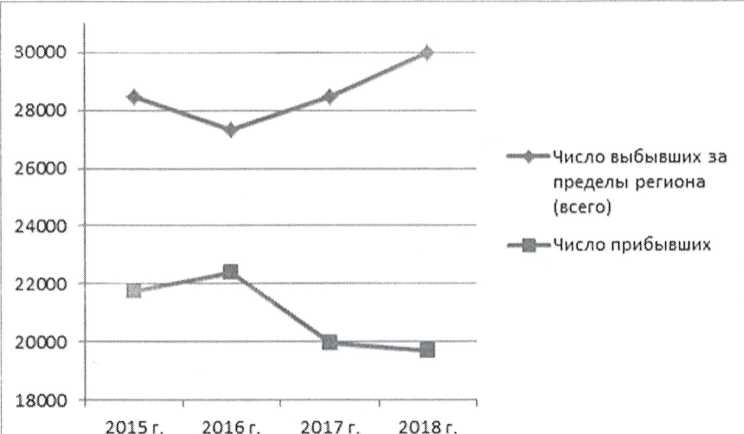 30000
28000
26000
24000
22000
20000
18000
2015 г. 2016 г. 2017 г. 2018 г.
Число выбывших за
пределы региона
(всего)
Число прибывших